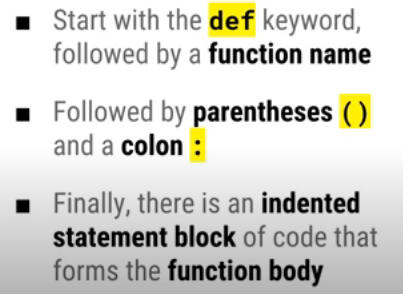 ■ Start with the def keyword,
followed by a function name
■ Followed by parentheses ()
and a colon :
■ Finally, there is an indented
statement block of code that
forms the function body